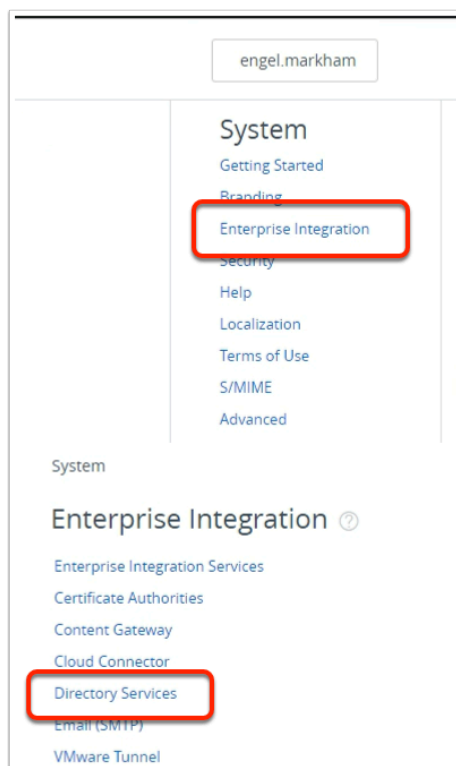 engel.markham
System
Getting Started
Branding
Enterprise Integration
Security
Help
Localization
Terms of Use
S/MIME
Advanced
System
Enterprise Integration ?
Enterprise Integration Services
Certificate Authorities
Content Gateway
Cloud Connector
Directory Services
Email (SMTP)
VMware Tunnel